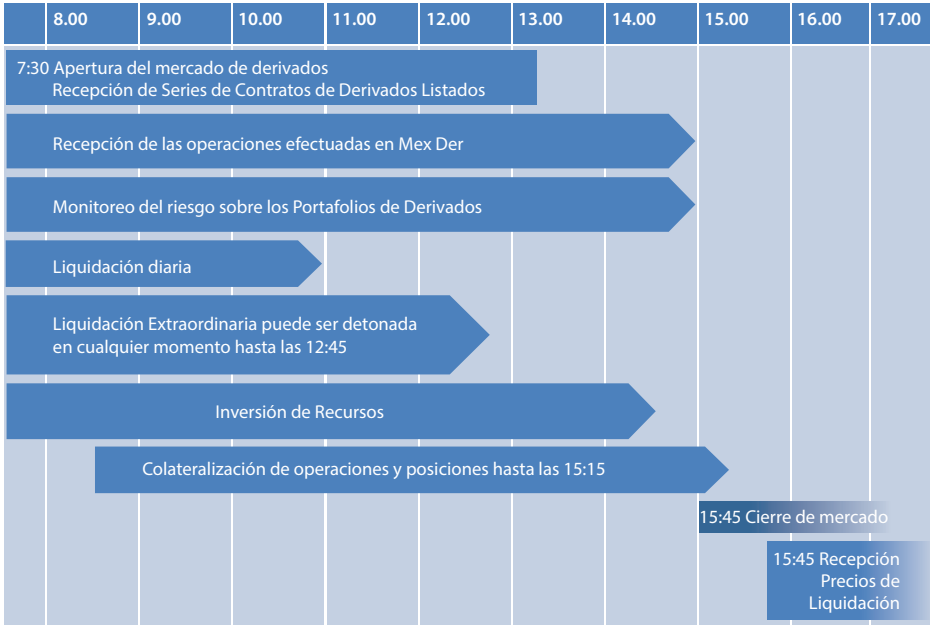 8.00 9.00 10.00 11.00 12.00 13.00 14.00 15.00 16.00 17.00
7:30 Apertura del mercado de derivados
Recepción de Series de Contratos de Derivados Listados
Recepción de las operaciones efectuadas en Mex Der
Monitoreo del riesgo sobre los Portafolios de Derivados
Liquidación diaria
Liquidación Extraordinaria puede ser detonada
en cualquier momento hasta las 12:45
Inversión de Recursos
Colateralización de operaciones y posiciones hasta las 15:15
15:45 Cierre de mercado
15:45 Recepción
Precios de
Liquidación